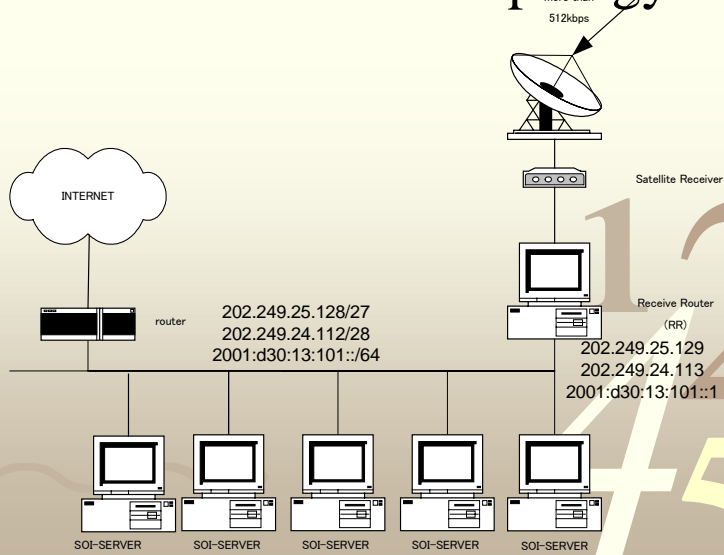 512kbps
INTERNET
Satellite Receiver
router
202.249.25.128/27
202.249.24.112/28
2001:d30:13:101::/64
Receive Router
(RR)
202.249.25.129
202.249.24.113
2001:d30:13:101::1
SOI-SERVER
SOI-SERVER
SOI-SERVER
SOI-SERVER
SOI-SERVER